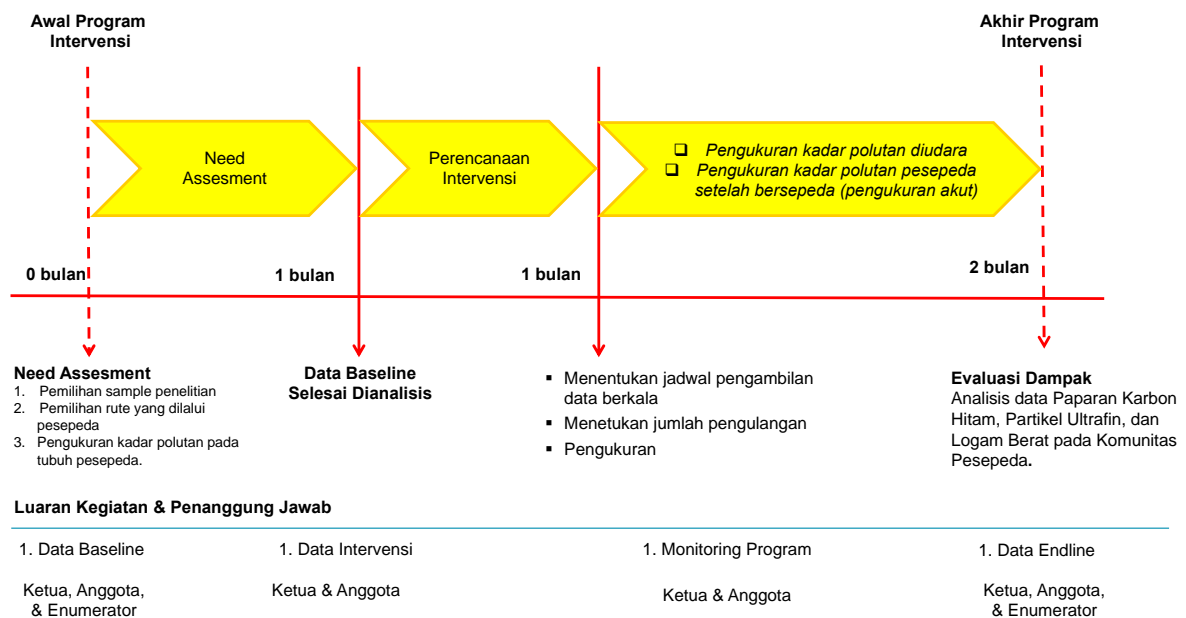 Awal Program
Intervensi
Akhir Program
Intervensi
Need
Assesment
Perencanaan
Intervensi
❑ Pengukuran kadar polutan diudara
❑ Pengukuran kadar polutan pesepeda
setelah bersepeda (pengukuran akut)
0 bulan
1 bulan
1 bulan
2 bulan
Need Assesment
1. Pemilihan sample penelitian
2. Pemilihan rute yang dilalui
pesepeda
3. Pengukuran kadar polutan pada
tubuh pesepeda.
Data Baseline
Selesai Dianalisis
▪ Menentukan jadwal pengambilan
data berkala
▪ Menetukan jumlah pengulangan
▪ Pengukuran
Evaluasi Dampak
Analisis data Paparan Karbon
Hitam, Partikel Ultrafin, dan
Logam Berat pada Komunitas
Pesepeda.
Luaran Kegiatan & Penanggung Jawab
1. Data Baseline
Ketua, Anggota,
& Enumerator
1. Data Intervensi
Ketua & Anggota
1. Monitoring Program
Ketua & Anggota
1. Data Endline
Ketua, Anggota,
& Enumerator